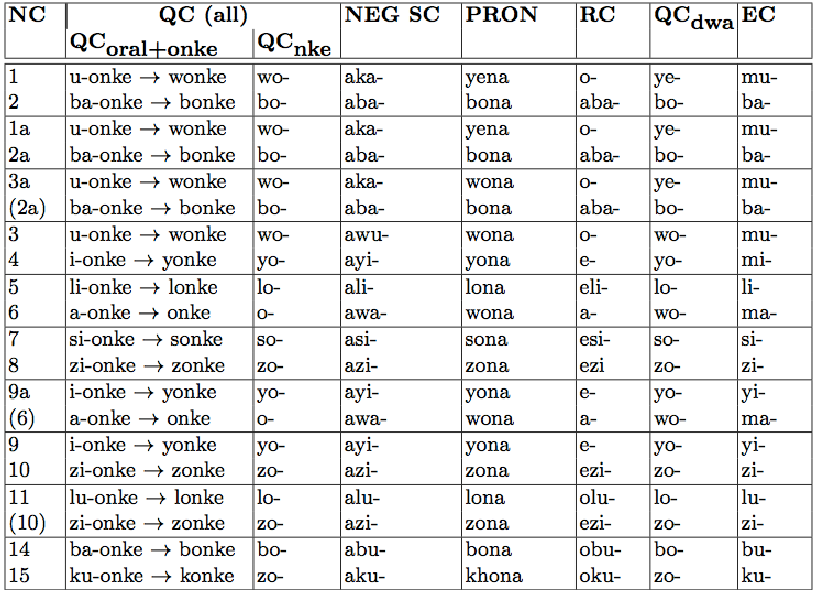 NC QC (all) NEG SC PRON RC QCdwa EC
QCoral+onke QCnke
1 u-onke → wonke wo- aka- yena o- ye- mu-
2 ba-onke → bonke bo- aba- bona aba- bo- ba-
1a u-onke → wonke wo- aka- yena o- ye- mu-
2a ba-onke → bonke bo- aba- bona aba- bo- ba-
3a u-onke → wonke wo- aka- wona o- ye- mu-
(2a) ba-onke → bonke bo- aba- bona aba- bo- ba-
3 u-onke → wonke wo- awu- wona o- wo- mu-
4 i-onke → yonke yo- ayi- yona e- yo- mi-
5 li-onke → lonke lo- ali- lona eli- lo- li-
6 a-onke → onke o- awa- wona a- wo- ma-
7 si-onke → sonke so- asi- sona esi- so- si-
8 zi-onke → zonke zo- azi- zona ezi zo- zi-
9a i-onke → yonke yo- ayi- yona e- yo- yi-
(6) a-onke → onke o- awa- wona a- wo- ma-
9 i-onke → yonke yo- ayi- yona e- yo- yi-
10 zi-onke → zonke zo- azi- zona ezi- zo- zi-
11 lu-onke → lonke lo- alu- lona olu- lo- lu-
(10) zi-onke → zonke zo- azi- zona ezi- zo- zi-
14 ba-onke → bonke bo- abu- bona obu- bo- bu-
15 ku-onke → konke zo- aku- khona oku- zo- ku-